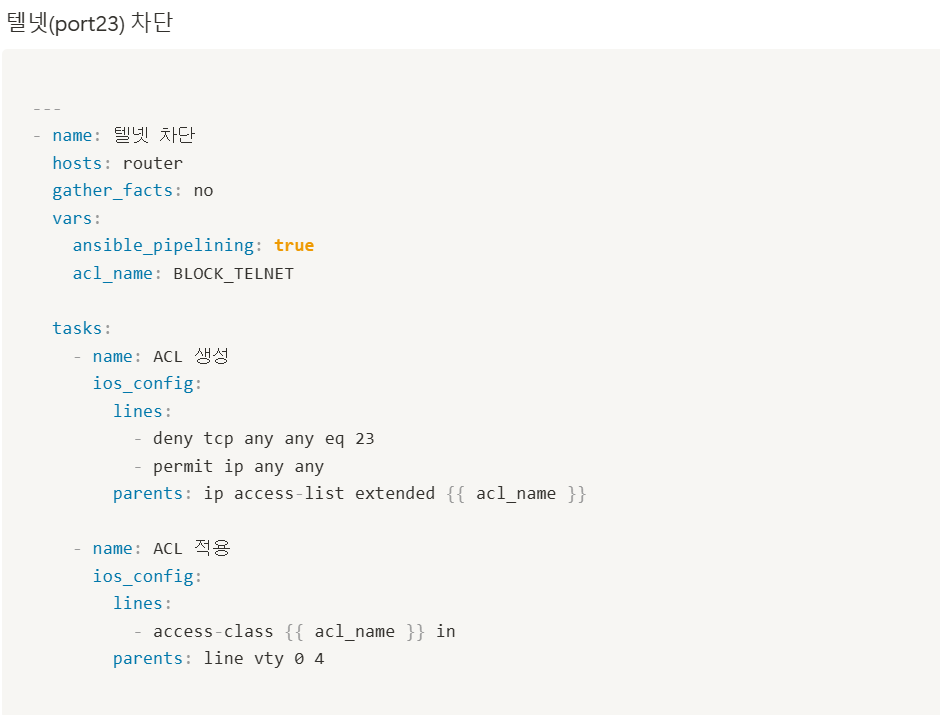 텔넷(port23) 차단
---
- name: 텔넷 차단
  hosts: router
  gather_facts: no
  vars:
    ansible_pipelining: true
    acl_name: BLOCK_TELNET
  tasks:
    - name: ACL 생성
      ios_config:
        lines:
          - deny tcp any any eq 23
          - permit ip any any
        parents: ip access-list extended {{ acl_name }}
    - name: ACL 적용
      ios_config:
        lines:
          - access-class {{ acl_name }} in
        parents: line vty 0 4